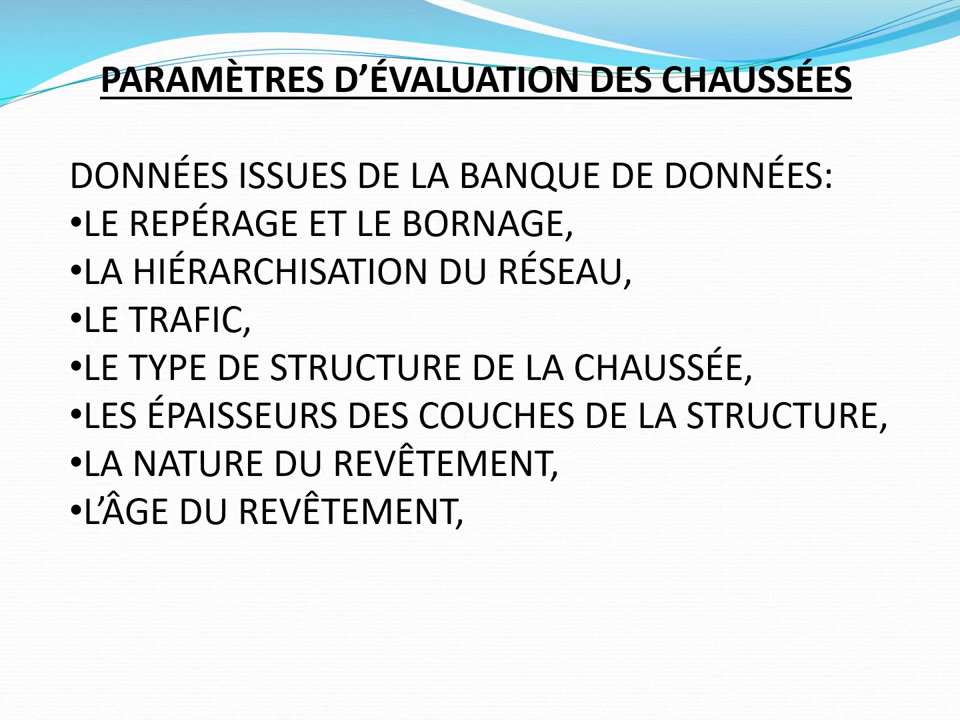 PARAMÈTRES D’ÉVALUATION DES CHAUSSÉES
DONNÉES ISSUES DE LA BANQUE DE DONNÉES:
•LE REPÉRAGE ET LE BORNAGE,
•LA HIÉRARCHISATION DU RÉSEAU,
•LE TRAFIC,
•LE TYPE DE STRUCTURE DE LA CHAUSSÉE,
•LES ÉPAISSEURS DES COUCHES DE LA STRUCTURE,
•LA NATURE DU REVÊTEMENT,
•L’ÂGE DU REVÊTEMENT,